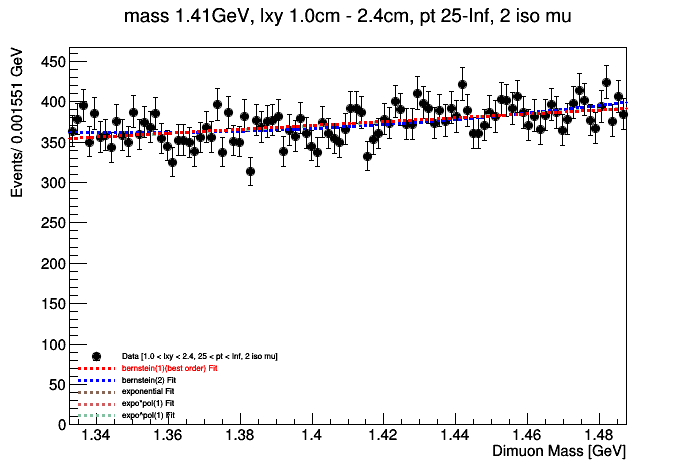 mass 1.41GeV, lxy 1.0cm - 2.4cm, pt 25-Inf, 2 iso mu
Events/ 0.001551 GeV
450
400
350
300
250
200
150
100
50
0
Data [1.0 < lxy < 2.4, 25 < pt < Inf, 2 iso mu]
bernstein(1)(best order) Fit
bernstein(2) Fit
exponential Fit
expo*pol(1) Fit
expo^pol(1) Fit
1.34 1.36 1.38 1.4 1.42 1.44 1.46 1.48
Dimuon Mass [GeV]